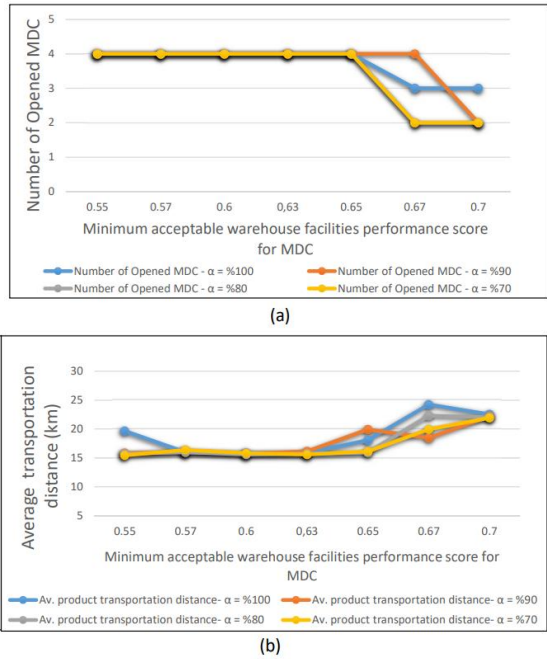 5
4
3
2
1
0
Number of Opened MDC
0.55 0.57 0.6 0,63 0.65 0.67 0.7
Minimum acceptable warehouse facilities performance score
for MDC
Number of Opened MDC - α = %100 Number of Opened MDC - α = %90
Number of Opened MDC - α = %80 Number of Opened MDC - α = %70
(a)
30
25
20
15
10
5
Average transportation
distance (km)
0.55 0.57 0.6 0,63 0.65 0.67 0.7
Minimum acceptable warehouse facilities performance score for
MDC
Av. product transportation distance- α = %100 Av. product transportation distance- α = %90
Av. product transportation distance- α = %80 Av. product transportation distance- α = %70
(b)